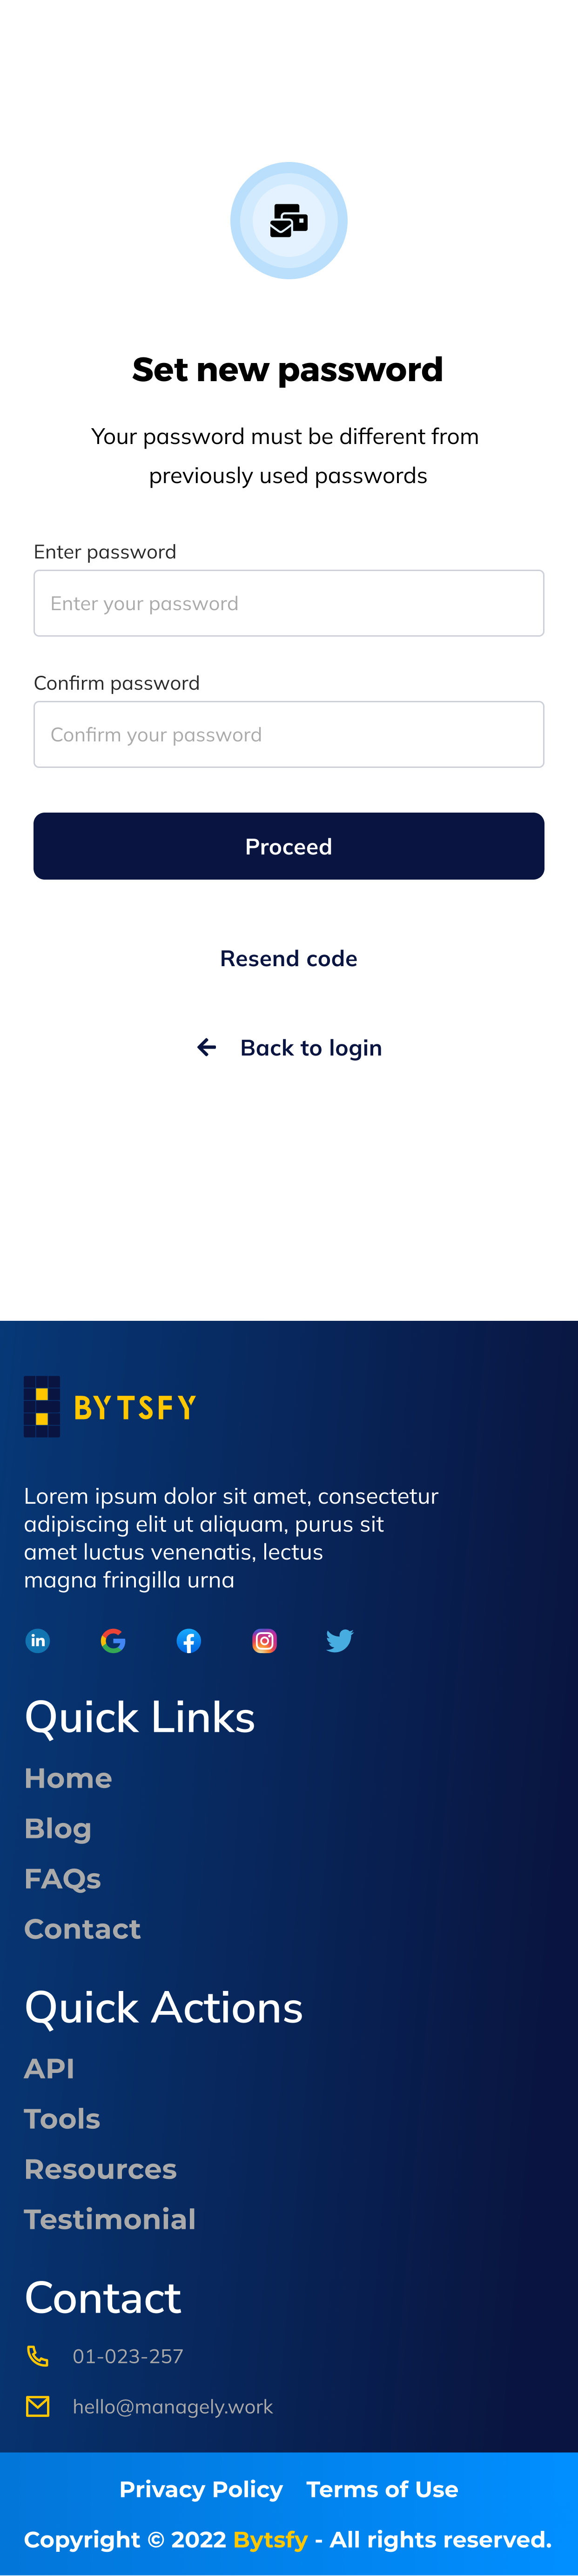 Set new password
Your password must be different from
previously used passwords
Enter password
Enter your password
Confirm password
Confirm your password
Proceed
Resend code
Back to login
BYTSFY
Lorem ipsum dolor sit amet, consectetur
adipiscing elit ut aliquam, purus sit
amet luctus venenatis, lectus
magna fringilla urna
in
Quick Links
Home
Blog
FAQs
Contact
Quick Actions
API
Tools
Resources
Testimonial
Contact
01-023-257
hello@managely.work
Privacy Policy Terms of Use
Copyright © 2022 Bytsfy - All rights reserved.